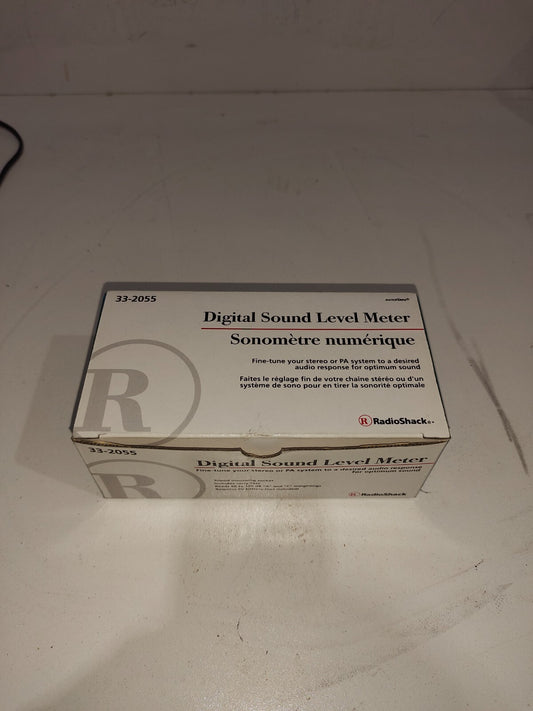 33-2055
Digital Sound Level Meter
Sonomètre numérique
Fine-tune your stereo or PA system to a desired
audio response for optimum sound
Faites le réglage fin de votre chaine stéréo ou d'un
système de sono pour en tirer la sonorité optimale
R
R RadioShack®
33-2055
Digital Sound Level Meter
Fine-tune your stereo or PA system to a desired audio response
for optimum sound
R
R RadioShack®